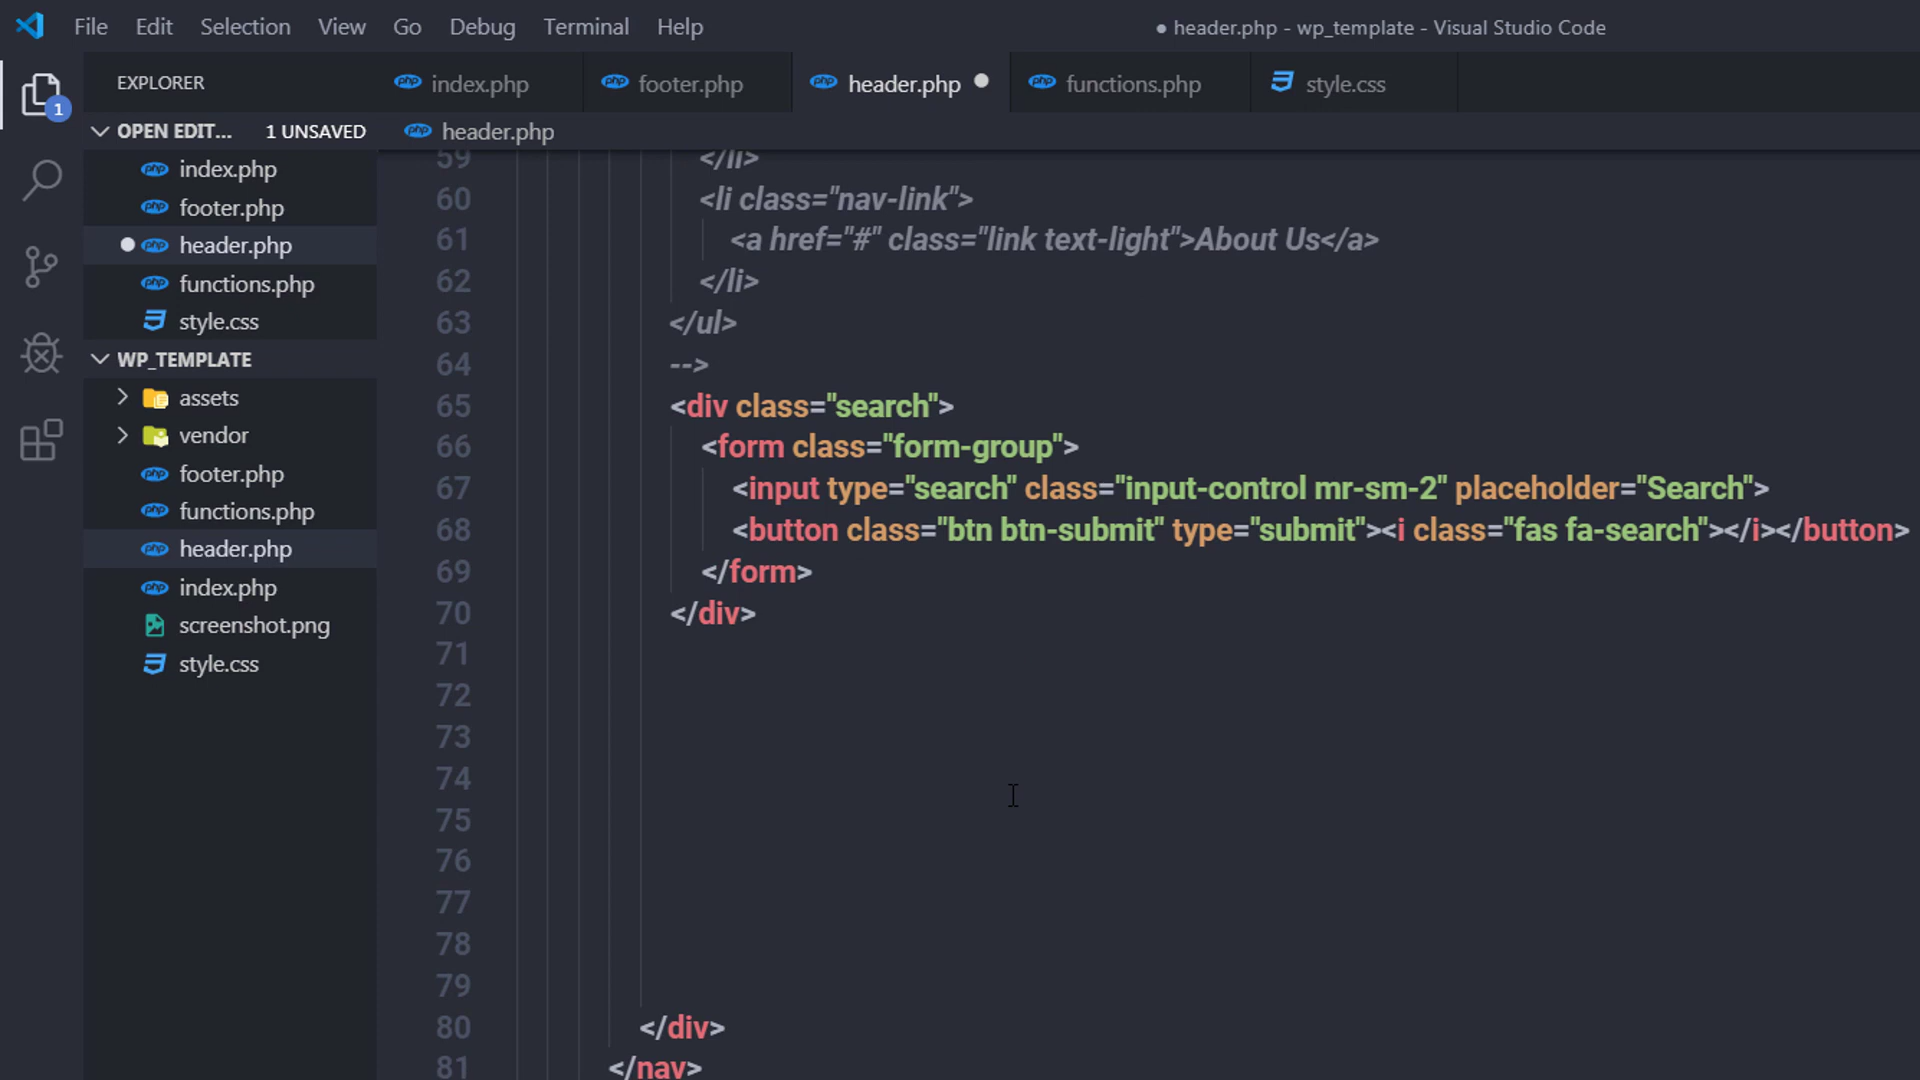 File Edit Selection View Go Debug Terminal Help
● header.php - wp_template - Visual Studio Code
EXPLORER
index.php
footer.php
header.php
functions.php
style.css
1
OPEN EDIT... 1 UNSAVED
header.php
index.php
footer.php
header.php
functions.php
style.css
WP_TEMPLATE
assets
vendor
footer.php
functions.php
header.php
index.php
screenshot.png
style.css
59 </li>
60 <li class="nav-link">
61 <a href="#" class="link text-light">About Us</a>
62 </li>
63 </ul>
64 -->
65 <div class="search">
66 <form class="form-group">
67 <input type="search" class="input-control mr-sm-2" placeholder="Search">
68 <button class="btn btn-submit" type="submit"><i class="fas fa-search"></i></button>
69 </form>
70 </div>
71
72
73
74
75
76
77
78
79
80 </div>
81 </nav>